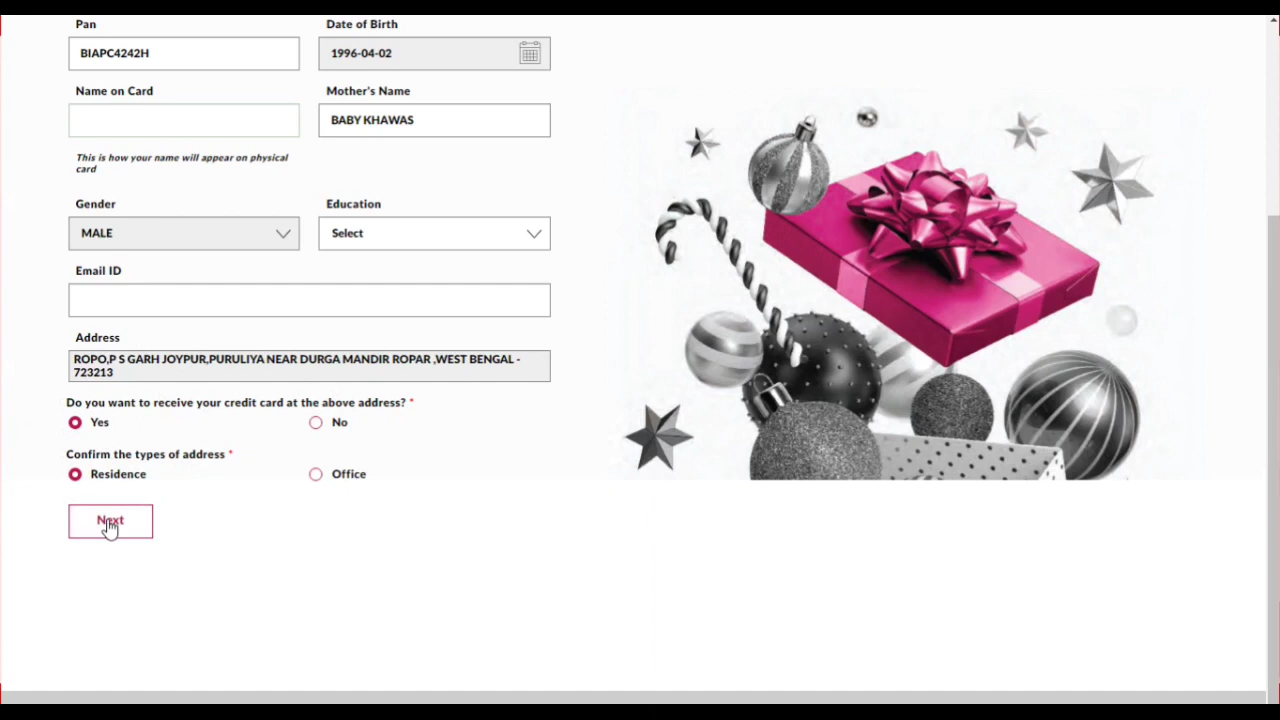 Pan
Date of Birth
BIAPC4242H
1996-04-02
Name on Card
Mother's Name
BABY KHAWAS
This is how your name will appear on physical
card
Gender
Education
MALE
Select
Email ID
Address
ROPO,P S GARH JOYPUR,PURULIYA NEAR DURGA MANDIR ROPAR ,WEST BENGAL -
723213
Do you want to receive your credit card at the above address? *
Yes
No
Confirm the types of address *
Residence
Office
Next